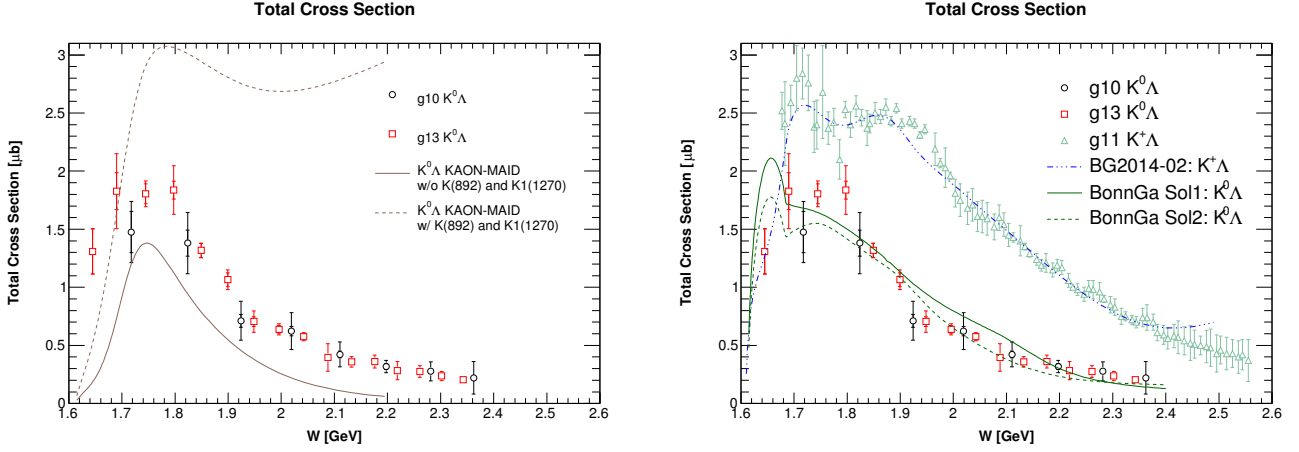 Total Cross Section
Total Cross Section [μb]
3
2.5
2
1.5
1
0.5
0
1.6
1.7
1.8
1.9
2
2.1
2.2
2.3
2.4
2.5
2.6
W [GeV]
g10 K⁰Λ
g13 K⁰Λ
K⁰Λ KAON-MAID
w/o K(892) and K1(1270)
K⁰Λ KAON-MAID
w/ K(892) and K1(1270)
Total Cross Section
Total Cross Section [μb]
3
2.5
2
1.5
1
0.5
0
1.6
1.7
1.8
1.9
2
2.1
2.2
2.3
2.4
2.5
2.6
W [GeV]
g10 K⁰Λ
g13 K⁰Λ
g11 K⁺Λ
BG2014-02: K⁺Λ
BonnGa Sol1: K⁰Λ
BonnGa Sol2: K⁰Λ